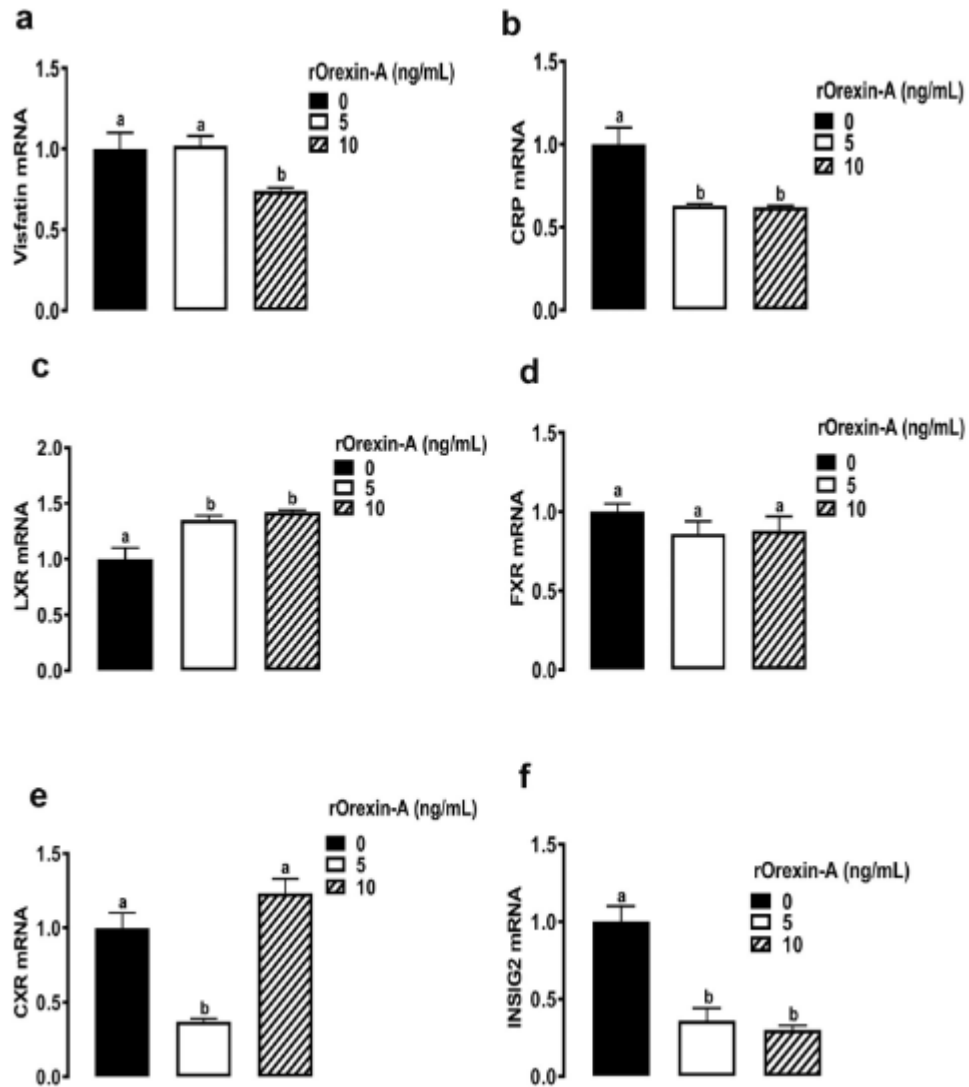 a
Visfatin mRNA
1.5
1.0
0.5
0.0
a
a
b
rOrexin-A (ng/mL)
0
5
10
b
CRP mRNA
1.5
1.0
0.5
0.0
a
b
b
rOrexin-A (ng/mL)
0
5
10
c
LXR mRNA
2.0
1.5
1.0
0.5
0.0
a
b
b
rOrexin-A (ng/mL)
0
5
10
d
FXR mRNA
1.5
1.0
0.5
0.0
a
a
a
rOrexin-A (ng/mL)
0
5
10
e
CXR mRNA
1.5
1.0
0.5
0.0
a
b
a
rOrexin-A (ng/mL)
0
5
10
f
INSIG2 mRNA
1.5
1.0
0.5
0.0
a
b
b
rOrexin-A (ng/mL)
0
5
10